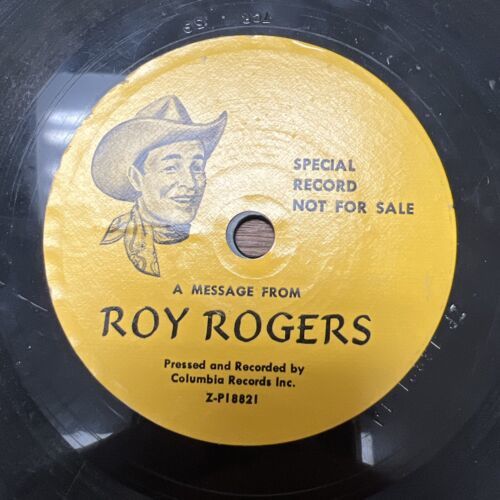 SPECIAL
RECORD
NOT FOR SALE
A MESSAGE FROM
ROY ROGERS
Pressed and Recorded by
Columbia Records Inc.
Z-P18821